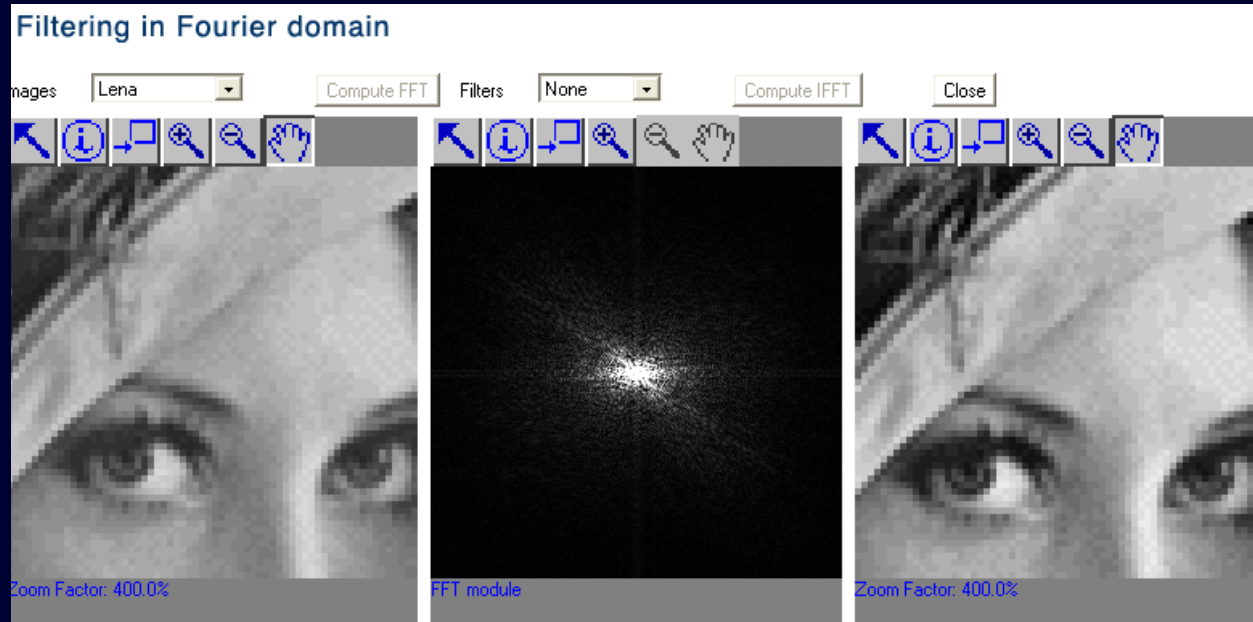 Filtering in Fourier domain
mages Lena Compute FFT Filters None Compute IFFT Close
Zoom Factor: 400.0% FFT module Zoom Factor: 400.0%